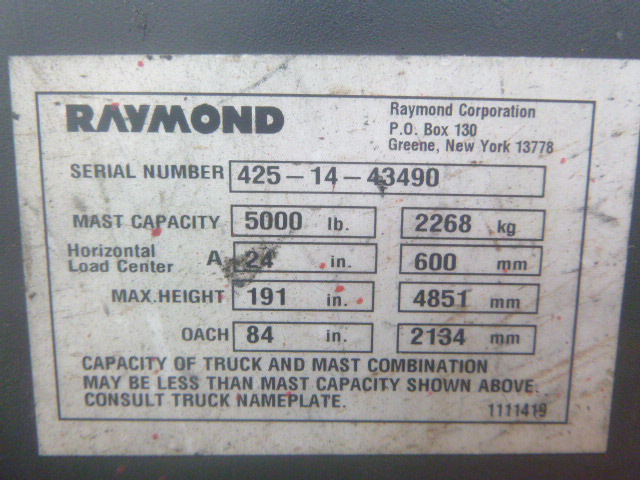 RAYMOND
Raymond Corporation
P.O. Box 130
Greene, New York 13778
SERIAL NUMBER 425-14-43490
MAST CAPACITY 5000 lb. 2268 kg
Horizontal
Load Center A 24 in. 600 mm
MAX.HEIGHT 191 in. 4851 mm
OACH 84 in. 2134 mm
CAPACITY OF TRUCK AND MAST COMBINATION
MAY BE LESS THAN MAST CAPACITY SHOWN ABOVE.
CONSULT TRUCK NAMEPLATE.
1111419